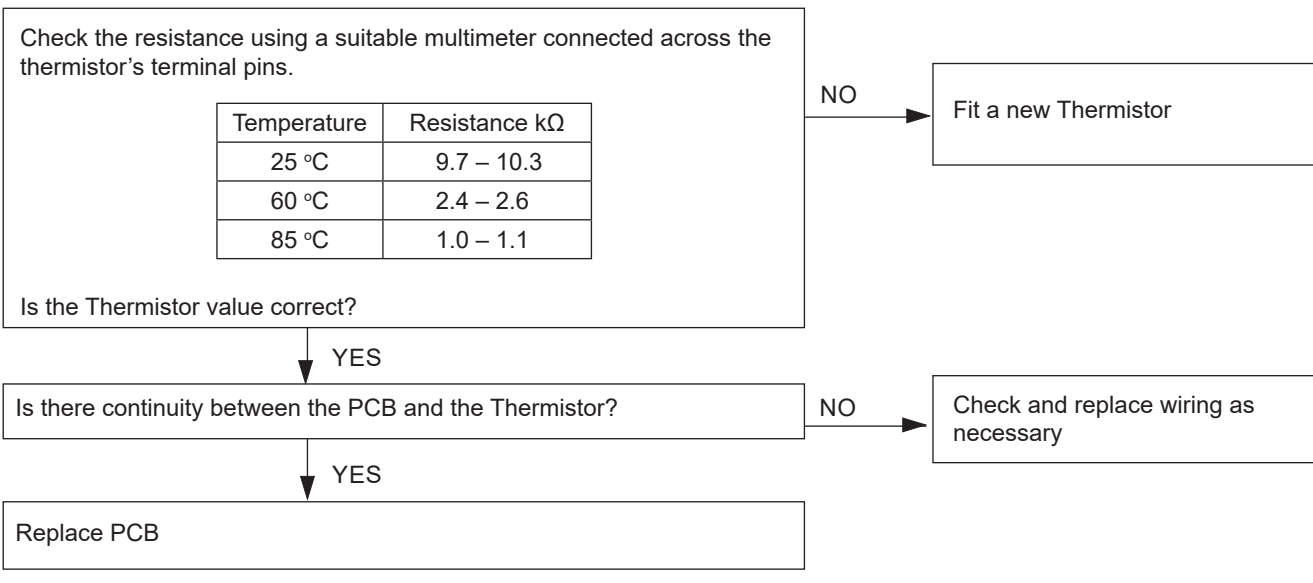 Check the resistance using a suitable multimeter connected across the
thermistor’s terminal pins.
NO
Fit a new Thermistor
Temperature Resistance kΩ
25 ºC 9.7 – 10.3
60 ºC 2.4 – 2.6
85 ºC 1.0 – 1.1
Is the Thermistor value correct?
YES
Is there continuity between the PCB and the Thermistor?
NO
Check and replace wiring as
necessary
YES
Replace PCB